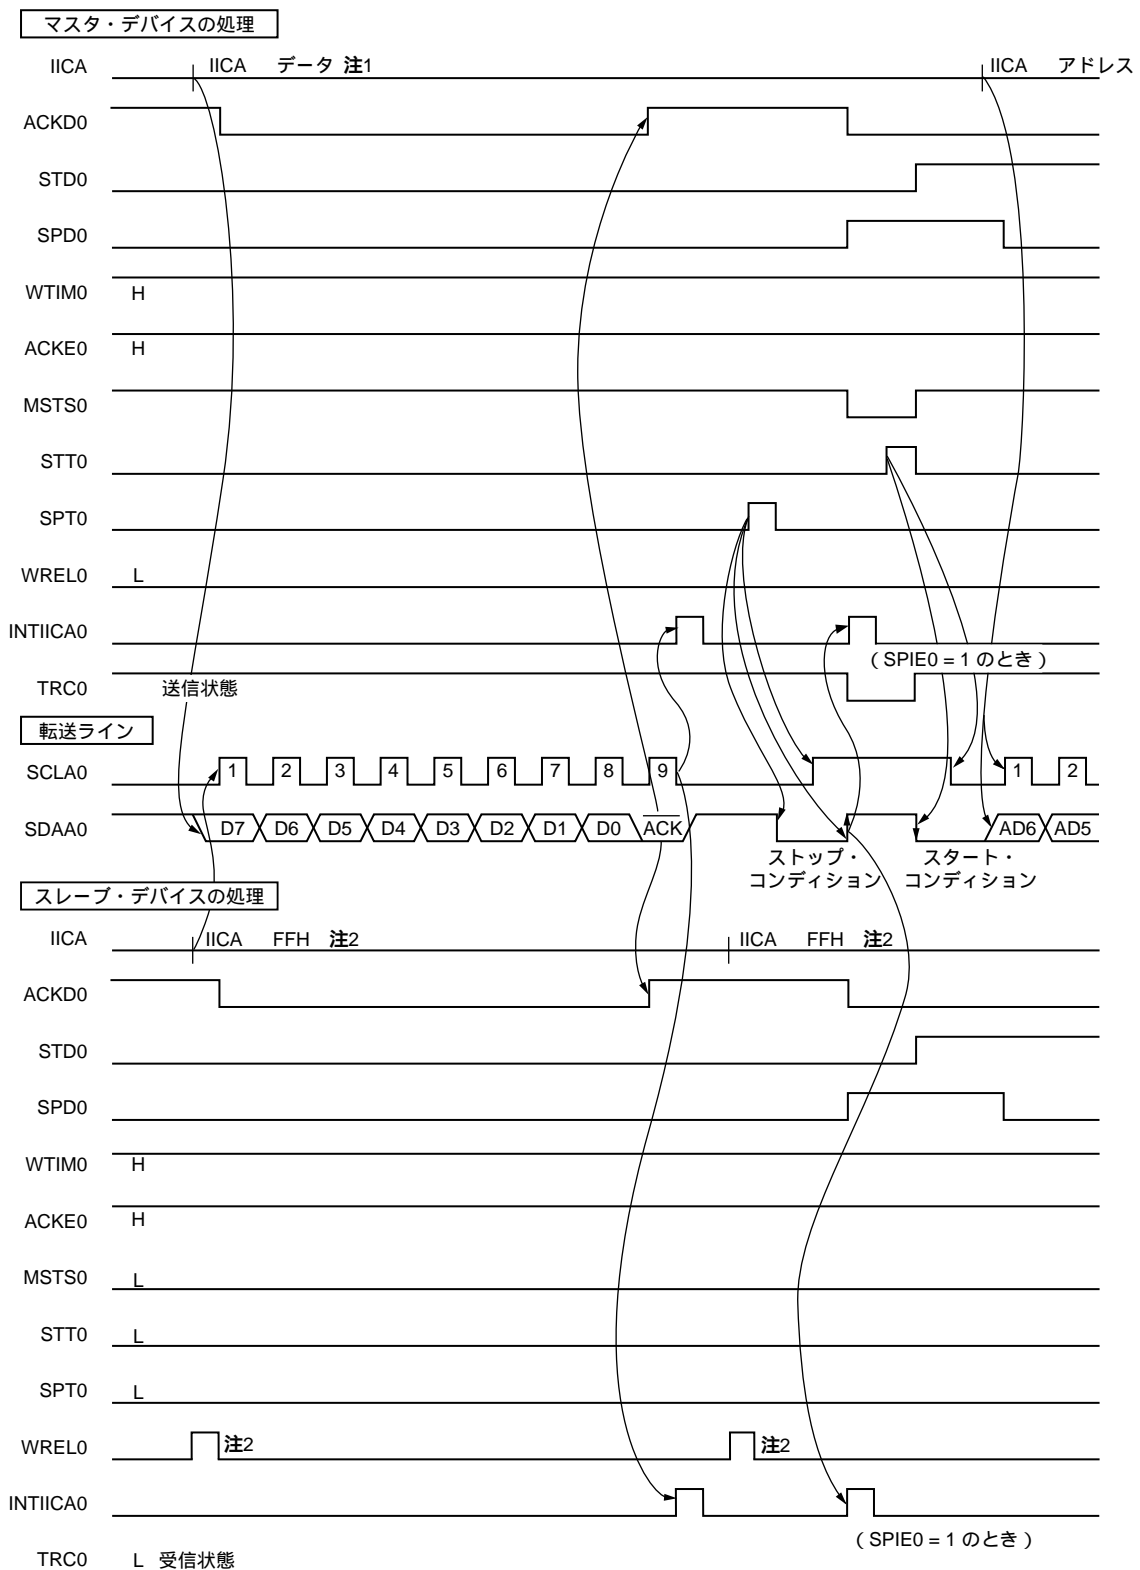 マスタ・デバイスの処理
IICA IICA データ 注1 IICA アドレス
ACKD0
STD0
SPD0
WTIM0 H
ACKE0 H
MSTS0
STT0
SPT0
WREL0 L
INTIICA0
(SPIE0 = 1 のとき)
TRC0 送信状態
転送ライン
SCLA0 1 2 3 4 5 6 7 8 9 1 2
SDAA0 D7 D6 D5 D4 D3 D2 D1 D0 ACK AD6 AD5
ストップ・ スタート・
コンディション コンディション
スレーブ・デバイスの処理
IICA IICA FFH 注2 IICA FFH 注2
ACKD0
STD0
SPD0
WTIM0 H
ACKE0 H
MSTS0 L
STT0 L
SPT0 L
WREL0 注2 注2
INTIICA0
(SPIE0 = 1 のとき)
TRC0 L 受信状態